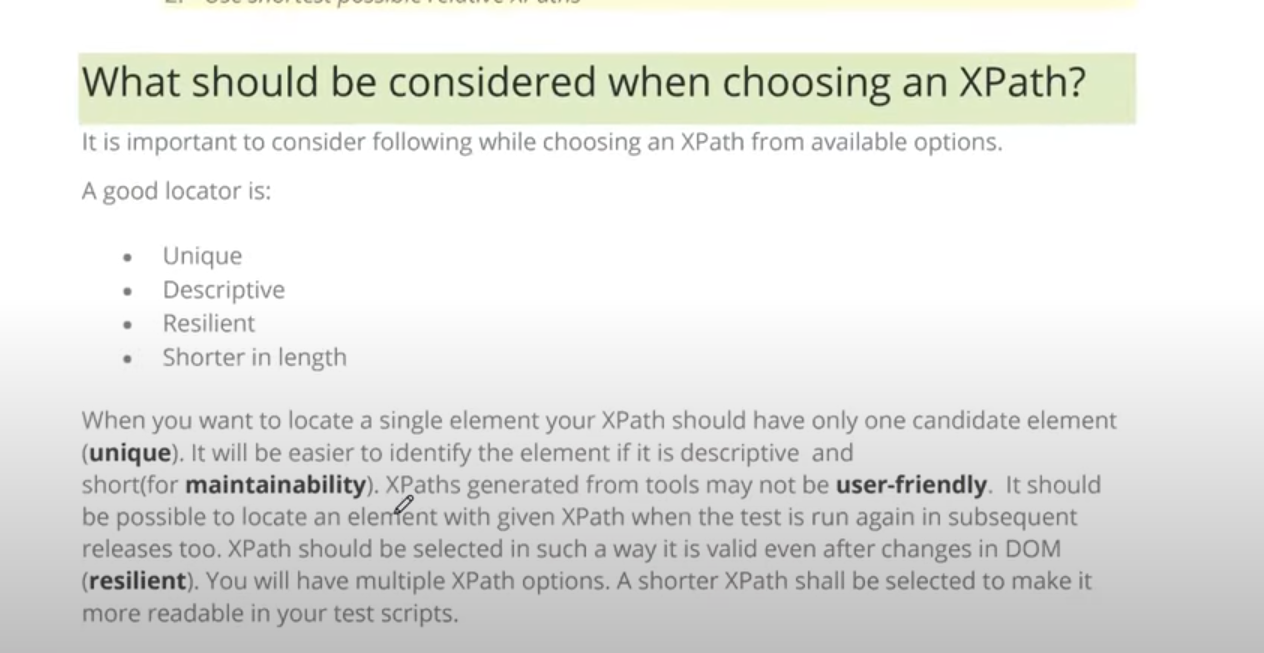 2. Use shortest possible relative XPaths
What should be considered when choosing an XPath?
It is important to consider following while choosing an XPath from available options.
A good locator is:
• Unique
• Descriptive
• Resilient
• Shorter in length
When you want to locate a single element your XPath should have only one candidate element
(unique). It will be easier to identify the element if it is descriptive  and
short(for maintainability). XPaths generated from tools may not be user-friendly.  It should
be possible to locate an element with given XPath when the test is run again in subsequent
releases too. XPath should be selected in such a way it is valid even after changes in DOM
(resilient). You will have multiple XPath options. A shorter XPath shall be selected to make it
more readable in your test scripts.